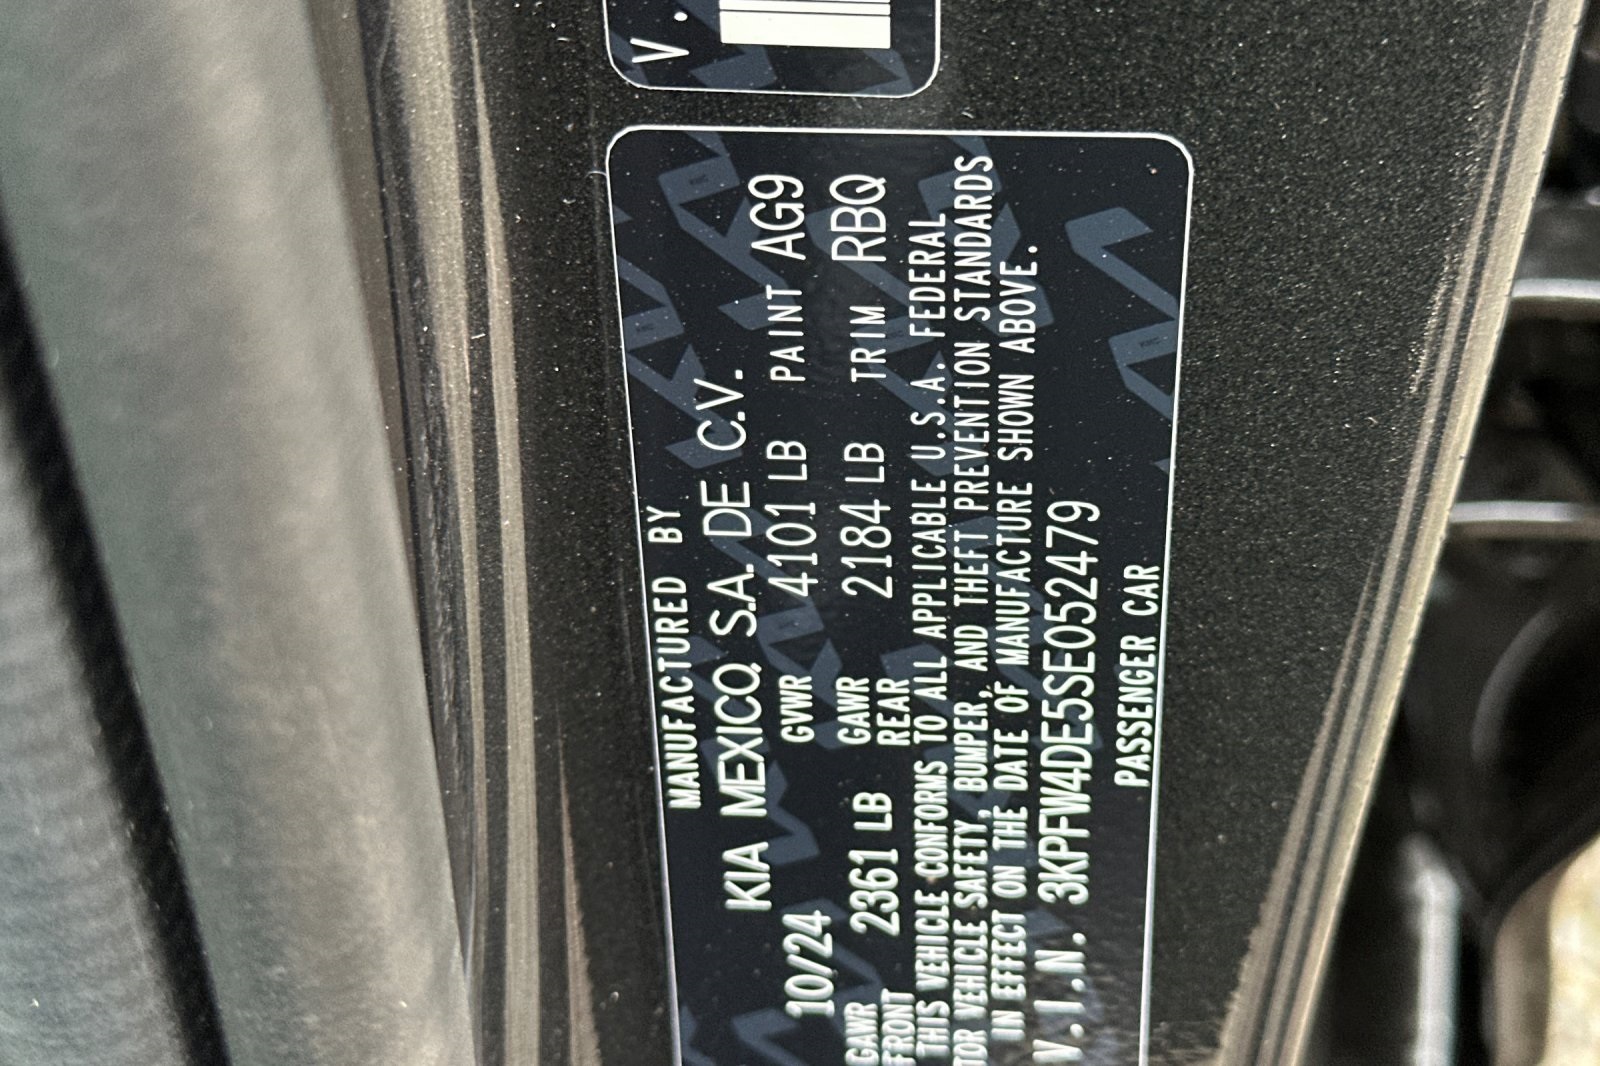 V.
MANUFACTURED BY
KIA MEXICO, S.A. DE C.V.
10/24 GVWR 4101 LB PAINT AG9
GAWR FRONT 2361 LB GAWR REAR 2184 LB TRIM RBQ
THIS VEHICLE CONFORMS TO ALL APPLICABLE U.S.A. FEDERAL
TOR VEHICLE SAFETY, BUMPER, AND THEFT PREVENTION STANDARDS
IN EFFECT ON THE DATE OF MANUFACTURE SHOWN ABOVE.
V.I.N. 3KPFW4DE5SE052479
PASSENGER CAR